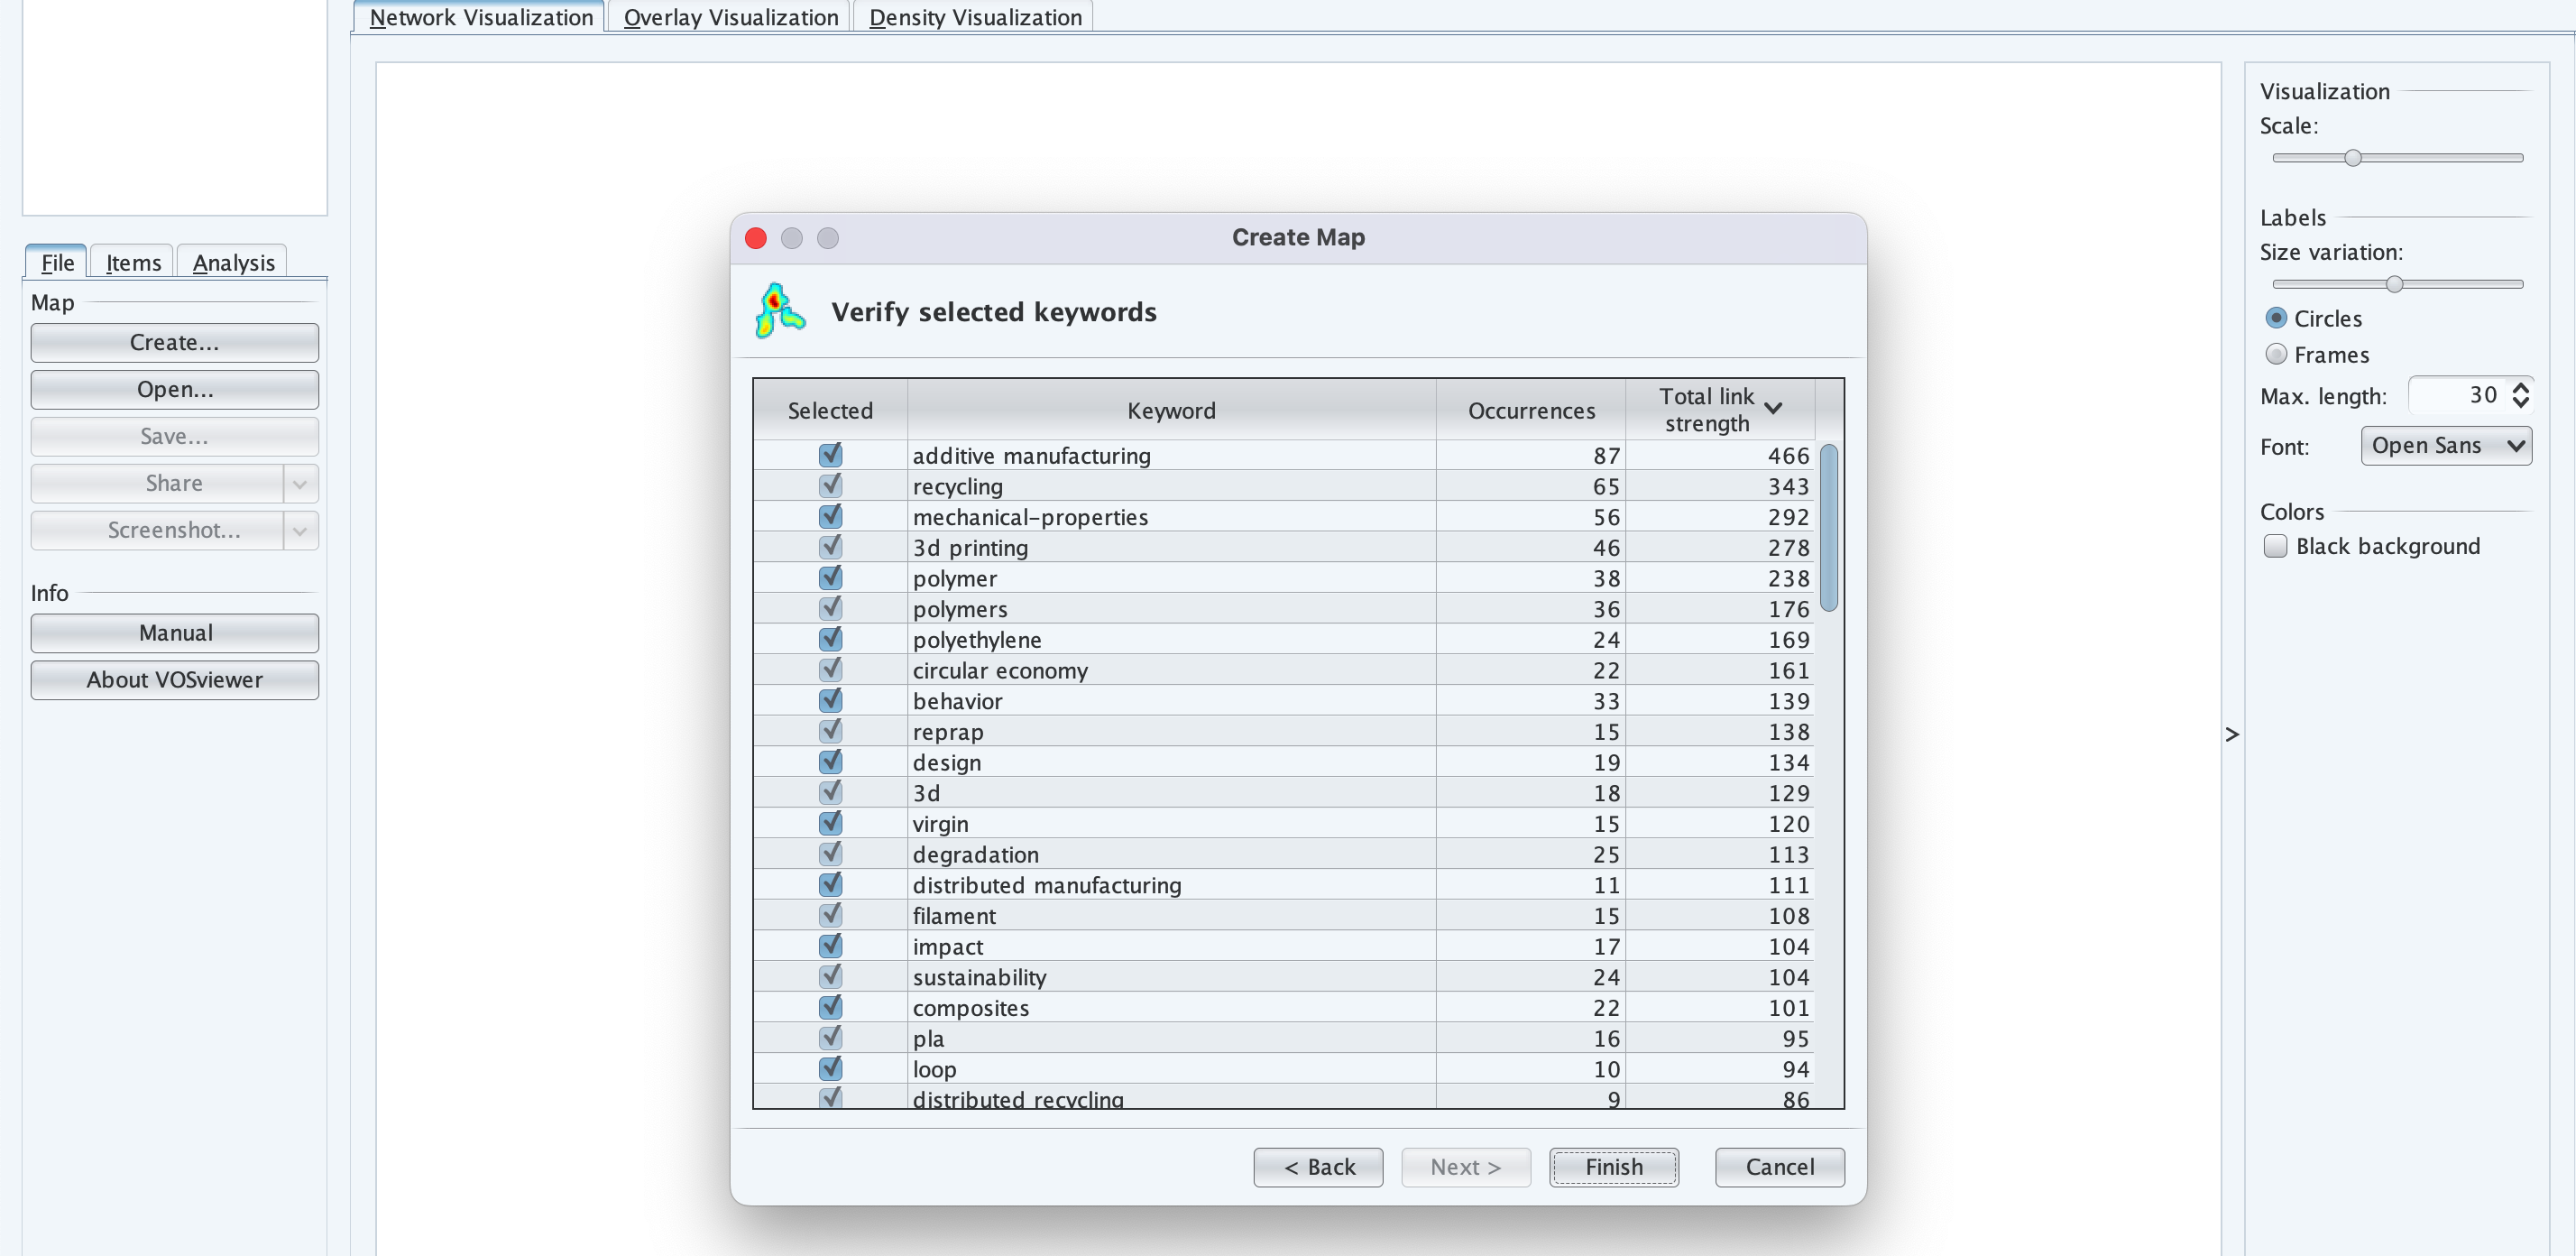 Network Visualization
Overlay Visualization
Density Visualization
File
Items
Analysis
Map
Create...
Open...
Save...
Share
Screenshot...
Info
Manual
About VOSviewer
Create Map
Verify selected keywords
Selected Keyword Occurrences Total link strength
additive manufacturing 87 466
recycling 65 343
mechanical-properties 56 292
3d printing 46 278
polymer 38 238
polymers 36 176
polyethylene 24 169
circular economy 22 161
behavior 33 139
reprap 15 138
design 19 134
3d 18 129
virgin 15 120
degradation 25 113
distributed manufacturing 11 111
filament 15 108
impact 17 104
sustainability 24 104
composites 22 101
pla 16 95
loop 10 94
distributed recycling 9 86
< Back
Next >
Finish
Cancel
>
Visualization
Scale:
Labels
Size variation:
Circles
Frames
Max. length: 30
Font: Open Sans
Colors
Black background